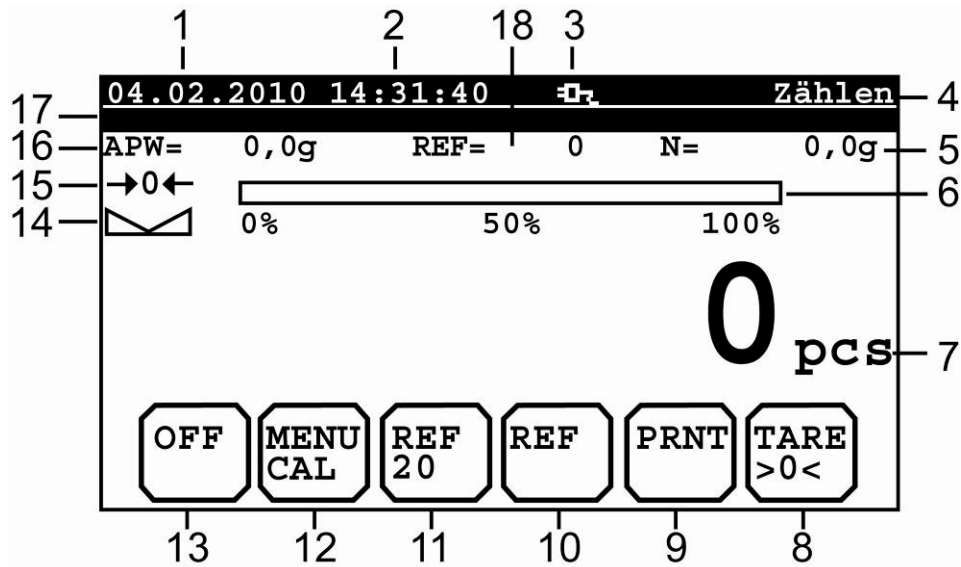 1 2 18 3
04.02.2010 14:31:40 Zählen 4
17
16 APW= 0,0g REF= 0 N= 0,0g 5
15 →0← 6
14 0% 50% 100%
0 pcs 7
OFF MENU REF REF PRNT TARE
CAL 20 >0<
13 12 11 10 9 8